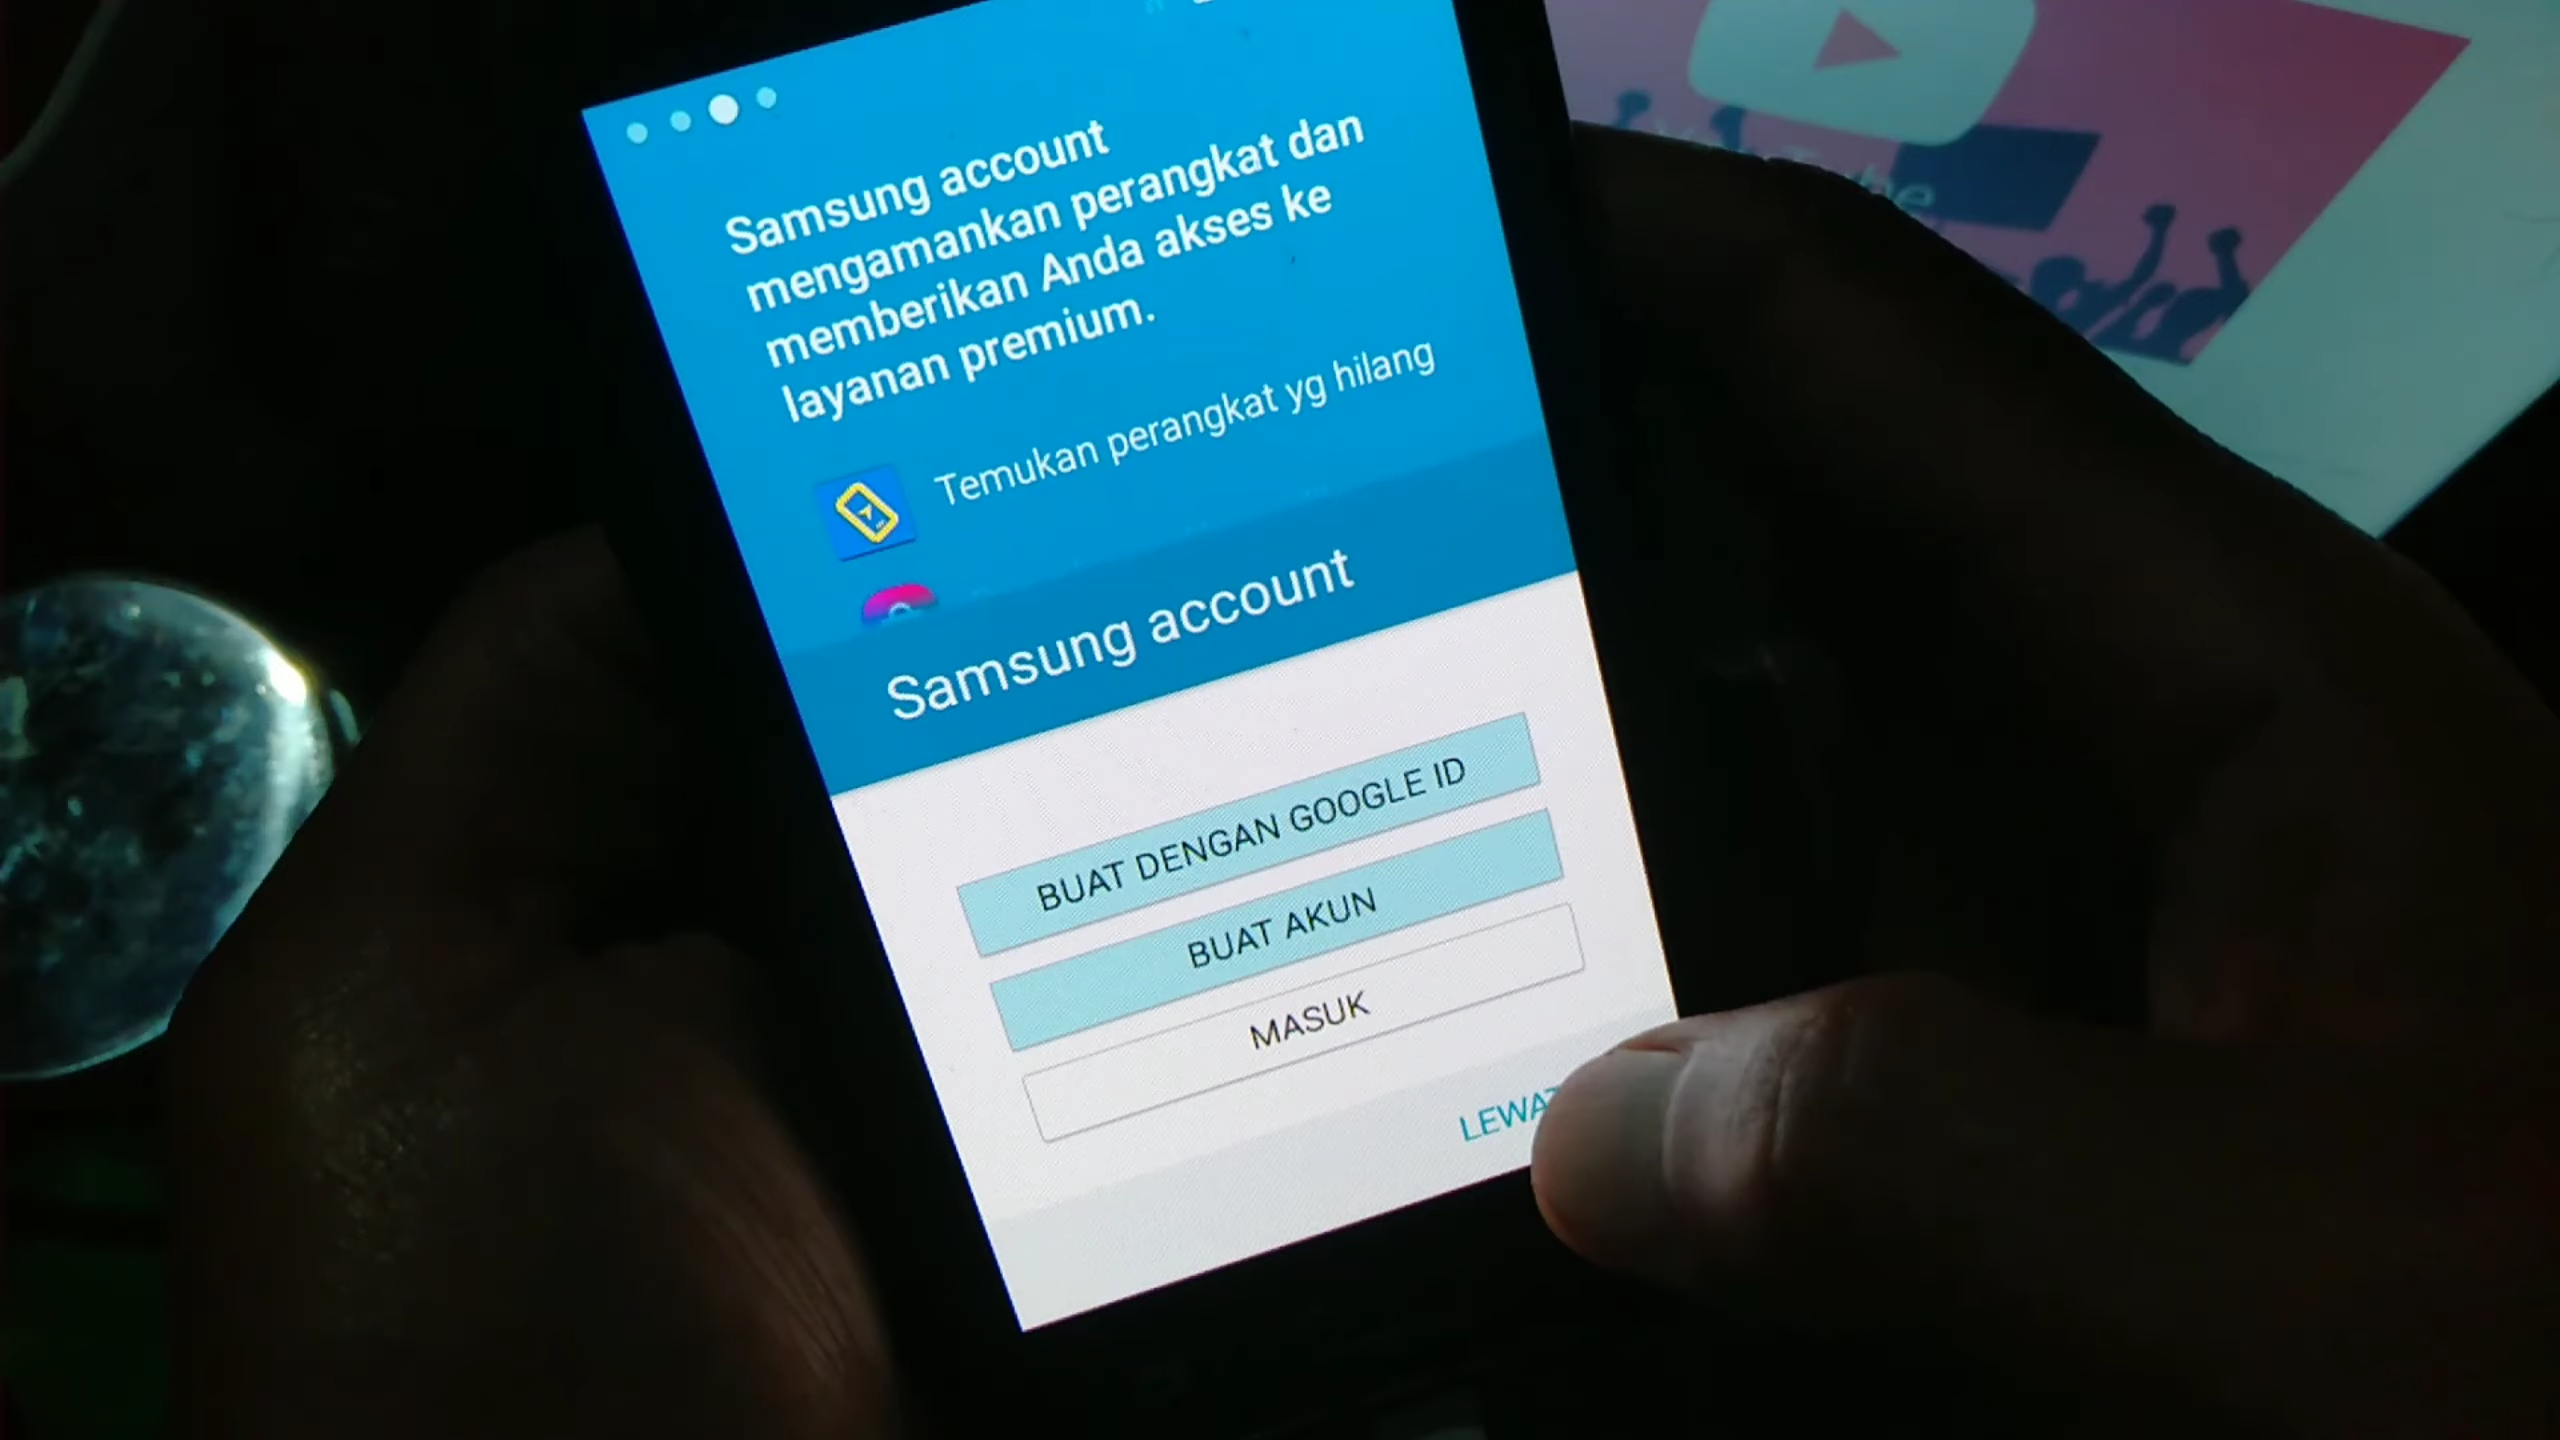 Samsung account
mengamankan perangkat dan
memberikan Anda akses ke
layanan premium.
Temukan perangkat yg hilang
Samsung account
BUAT DENGAN GOOGLE ID
BUAT AKUN
MASUK